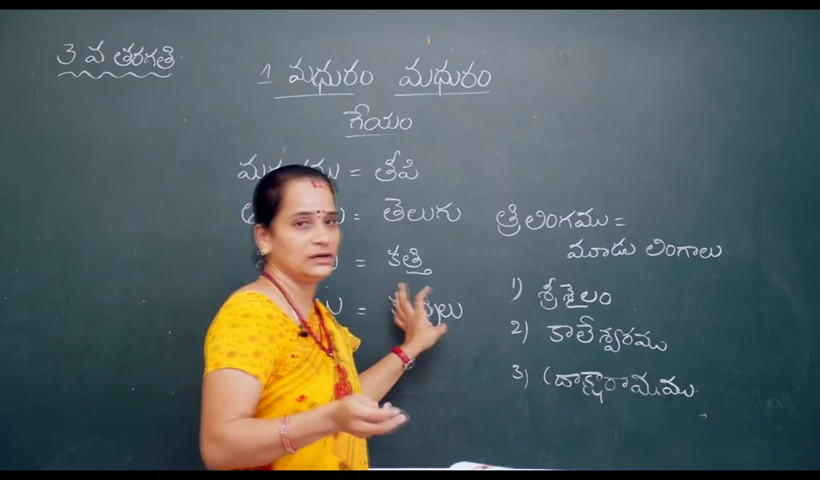 3 వ తరగతి
1 మధురం మధురం
గేయం
= తీపి
= తెలుగు
= కత్తి
=
త్రిలింగము =
మూడు లింగాలు
1) శ్రీశైలం
2) కాలేశ్వరము
3) ద్రాక్షారామము